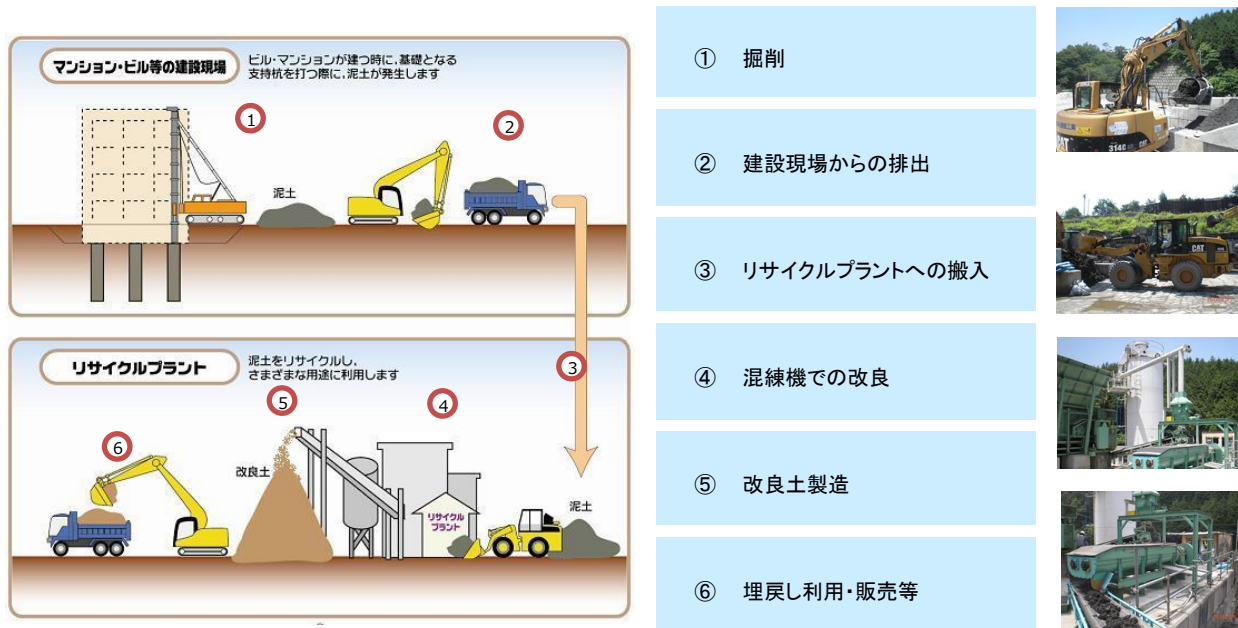 マンション・ビル等の建設現場
ビル・マンションが建つ時に、基礎となる
支持杭を打つ際に、泥土が発生します
1
2
泥土
リサイクルプラント
泥土をリサイクルし、
さまざまな用途に利用します
3
4
5
6
改良土
リサイクル
プラント
泥土
① 掘削
② 建設現場からの排出
③ リサイクルプラントへの搬入
④ 混練機での改良
⑤ 改良土製造
⑥ 埋戻し利用・販売等
314C
CAT
CAT